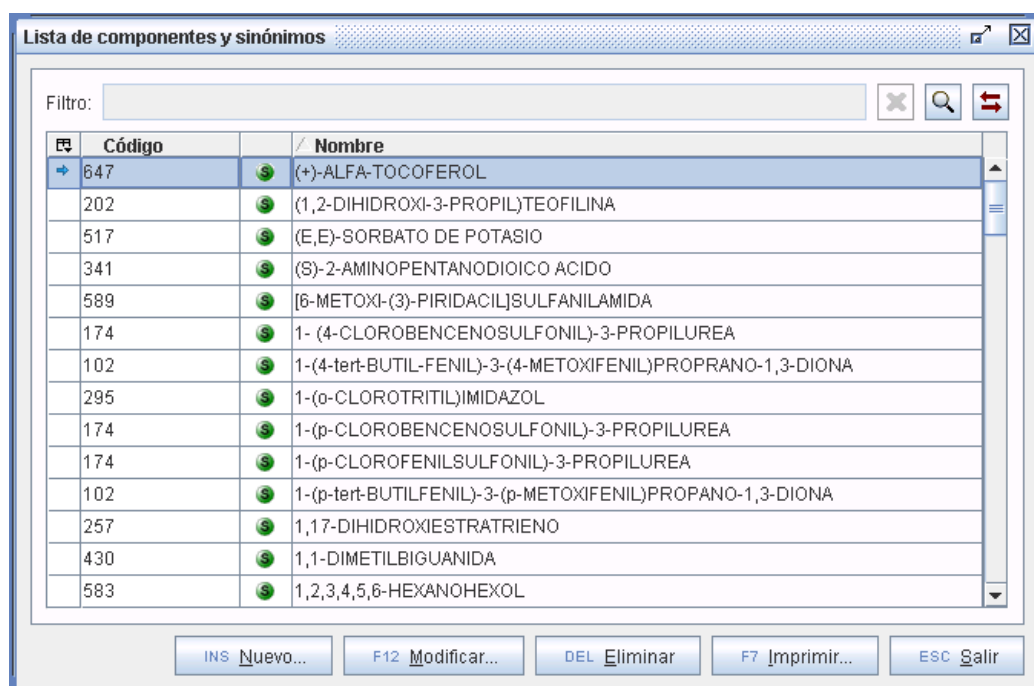 Lista de componentes y sinónimos
Filtro:
Código Nombre
647 S (+)-ALFA-TOCOFEROL
202 S (1,2-DIHIDROXI-3-PROPIL)TEOFILINA
517 S (E,E)-SORBATO DE POTASIO
341 S (S)-2-AMINOPENTANODIOICO ACIDO
589 S [6-METOXI-(3)-PIRIDACIL]SULFANILAMIDA
174 S 1- (4-CLOROBENCENOSULFONIL)-3-PROPILUREA
102 S 1-(4-tert-BUTIL-FENIL)-3-(4-METOXIFENIL)PROPRANO-1,3-DIONA
295 S 1-(o-CLOROTRITIL)IMIDAZOL
174 S 1-(p-CLOROBENCENOSULFONIL)-3-PROPILUREA
174 S 1-(p-CLOROFENILSULFONIL)-3-PROPILUREA
102 S 1-(p-tert-BUTILFENIL)-3-(p-METOXIFENIL)PROPANO-1,3-DIONA
257 S 1,17-DIHIDROXIESTRATRIENO
430 S 1,1-DIMETILBIGUANIDA
583 S 1,2,3,4,5,6-HEXANOHEXOL
INS Nuevo... F12 Modificar... DEL Eliminar F7 Imprimir... ESC Salir